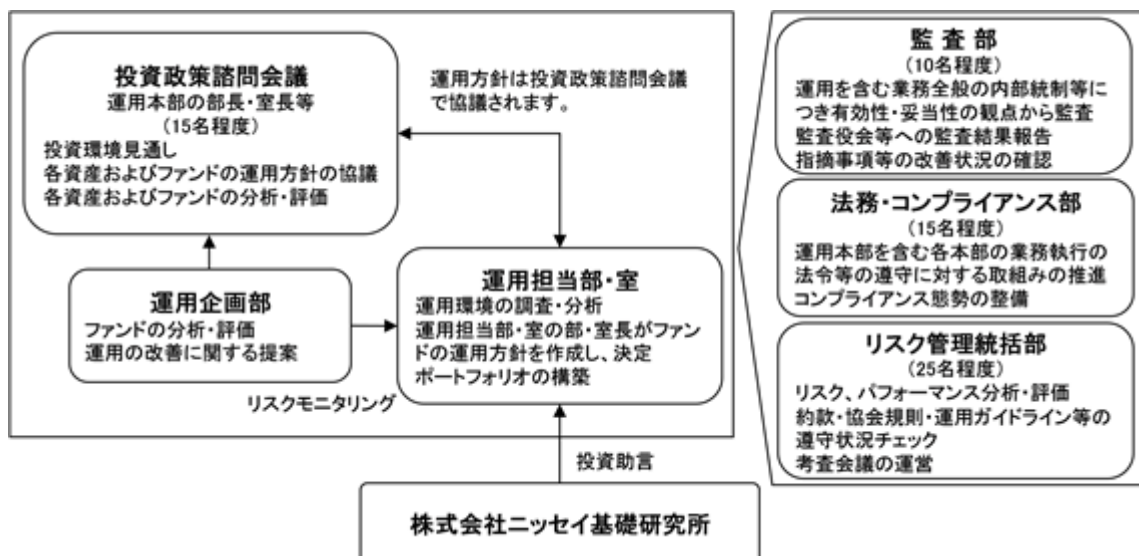 投資政策諮問会議
運用本部の部長・室長等
(15名程度)
投資環境見通し
各資産およびファンドの運用方針の協議
各資産およびファンドの分析・評価
運用方針は投資政策諮問会議
で協議されます。
運用企画部
ファンドの分析・評価
運用の改善に関する提案
運用担当部・室
運用環境の調査・分析
運用担当部・室の部・室長がファン
ドの運用方針を作成し、決定
ポートフォリオの構築
リスクモニタリング
投資助言
株式会社ニッセイ基礎研究所
監 査 部
(10名程度)
運用を含む業務全般の内部統制等に
つき有効性・妥当性の観点から監査
監査役会等への監査結果報告
指摘事項等の改善状況の確認
法務・コンプライアンス部
(15名程度)
運用本部を含む各本部の業務執行の
法令等の遵守に対する取組みの推進
コンプライアンス態勢の整備
リスク管理統括部
(25名程度)
リスク、パフォーマンス分析・評価
約款・協会規則・運用ガイドライン等の
遵守状況チェック
考査会議の運営